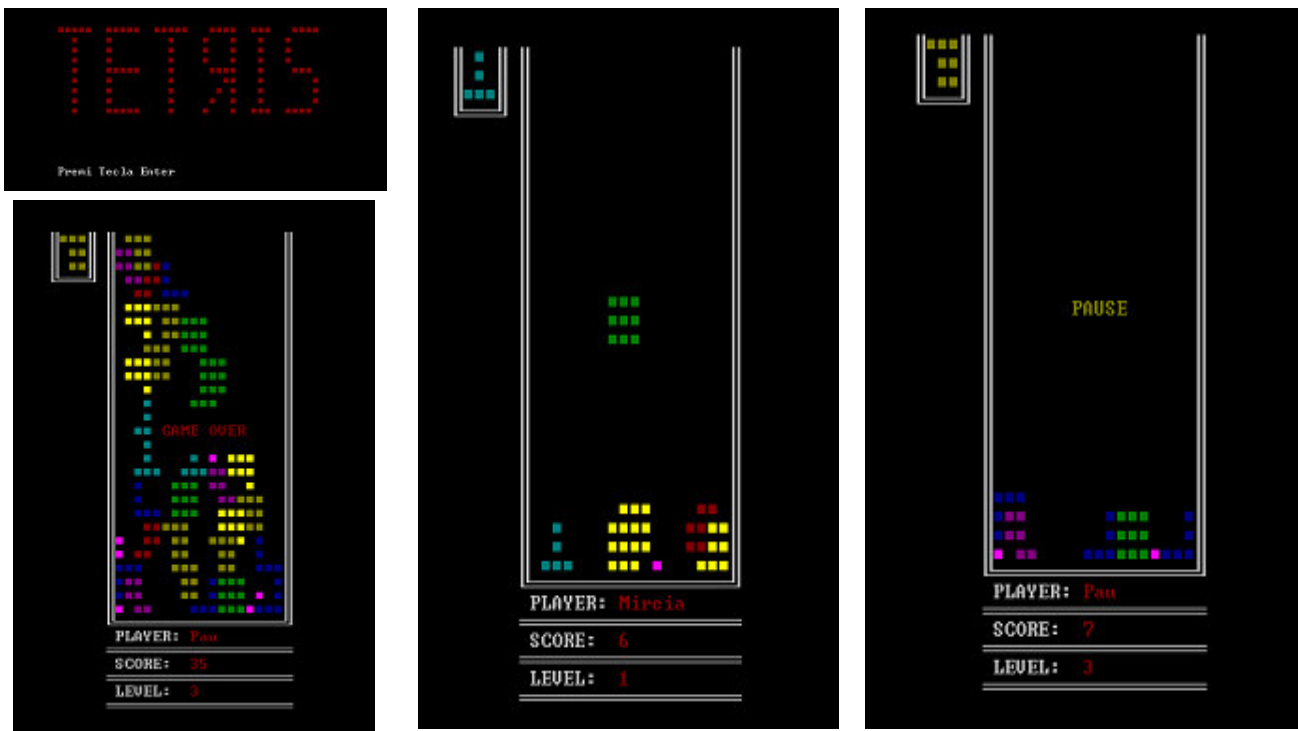 TETЯIS
Premi Tecla Enter
GAME OVER
PLAYER: Pau
SCORE: 35
LEVEL: 3
PLAYER: Mireia
SCORE: 6
LEVEL: 1
PAUSE
PLAYER: Pau
SCORE: 7
LEVEL: 3